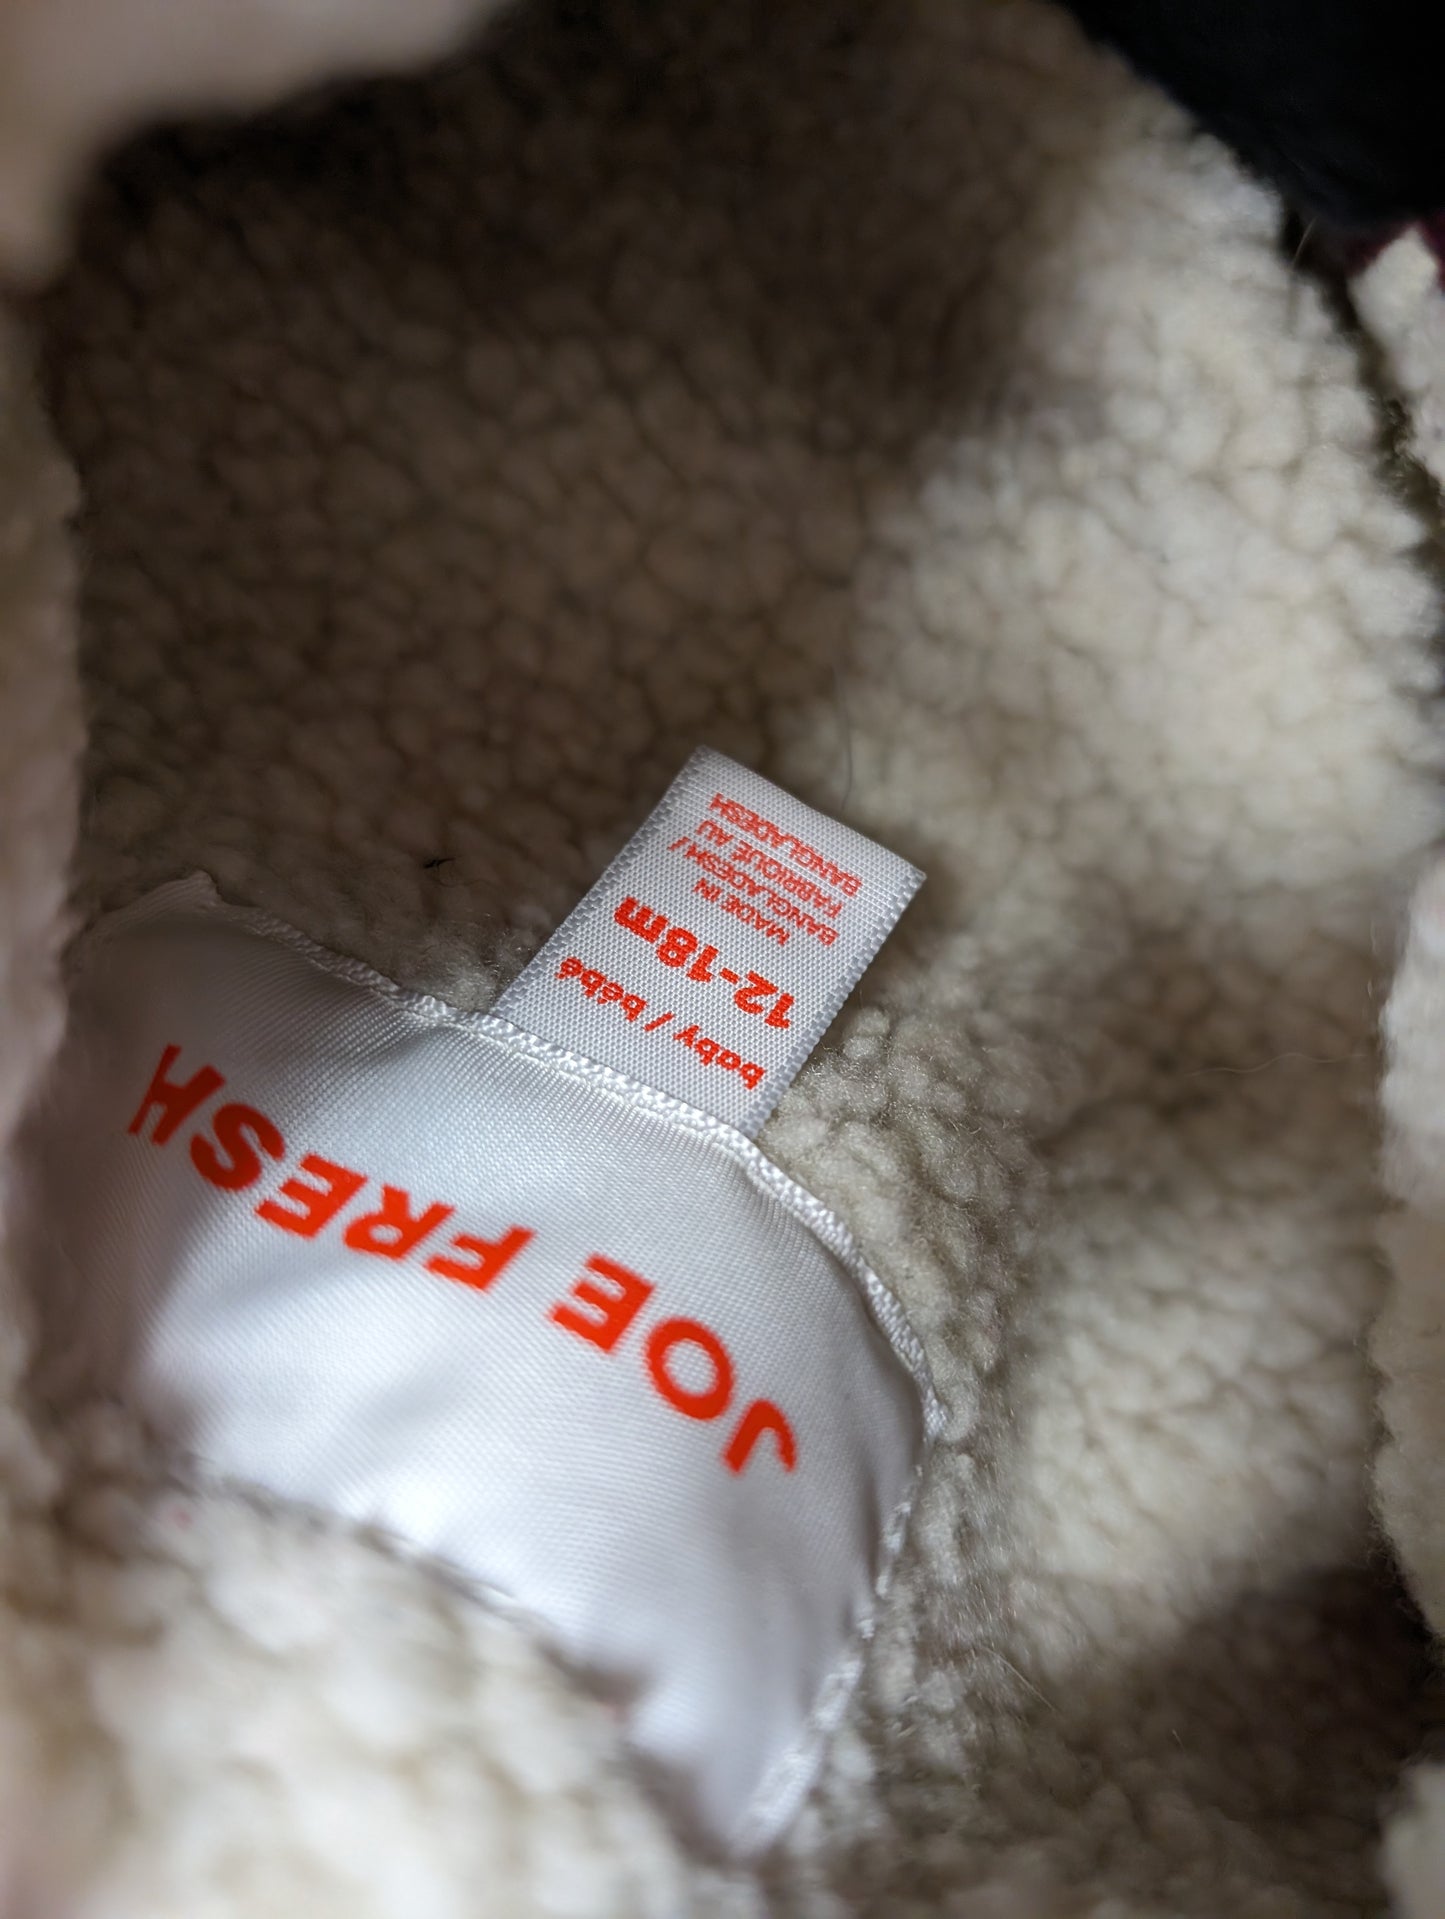 JOE FRESH
baby / bébé
12-18m
MADE IN
BANGLADESH /
FABRIQUÉ AU
BANGLADESH